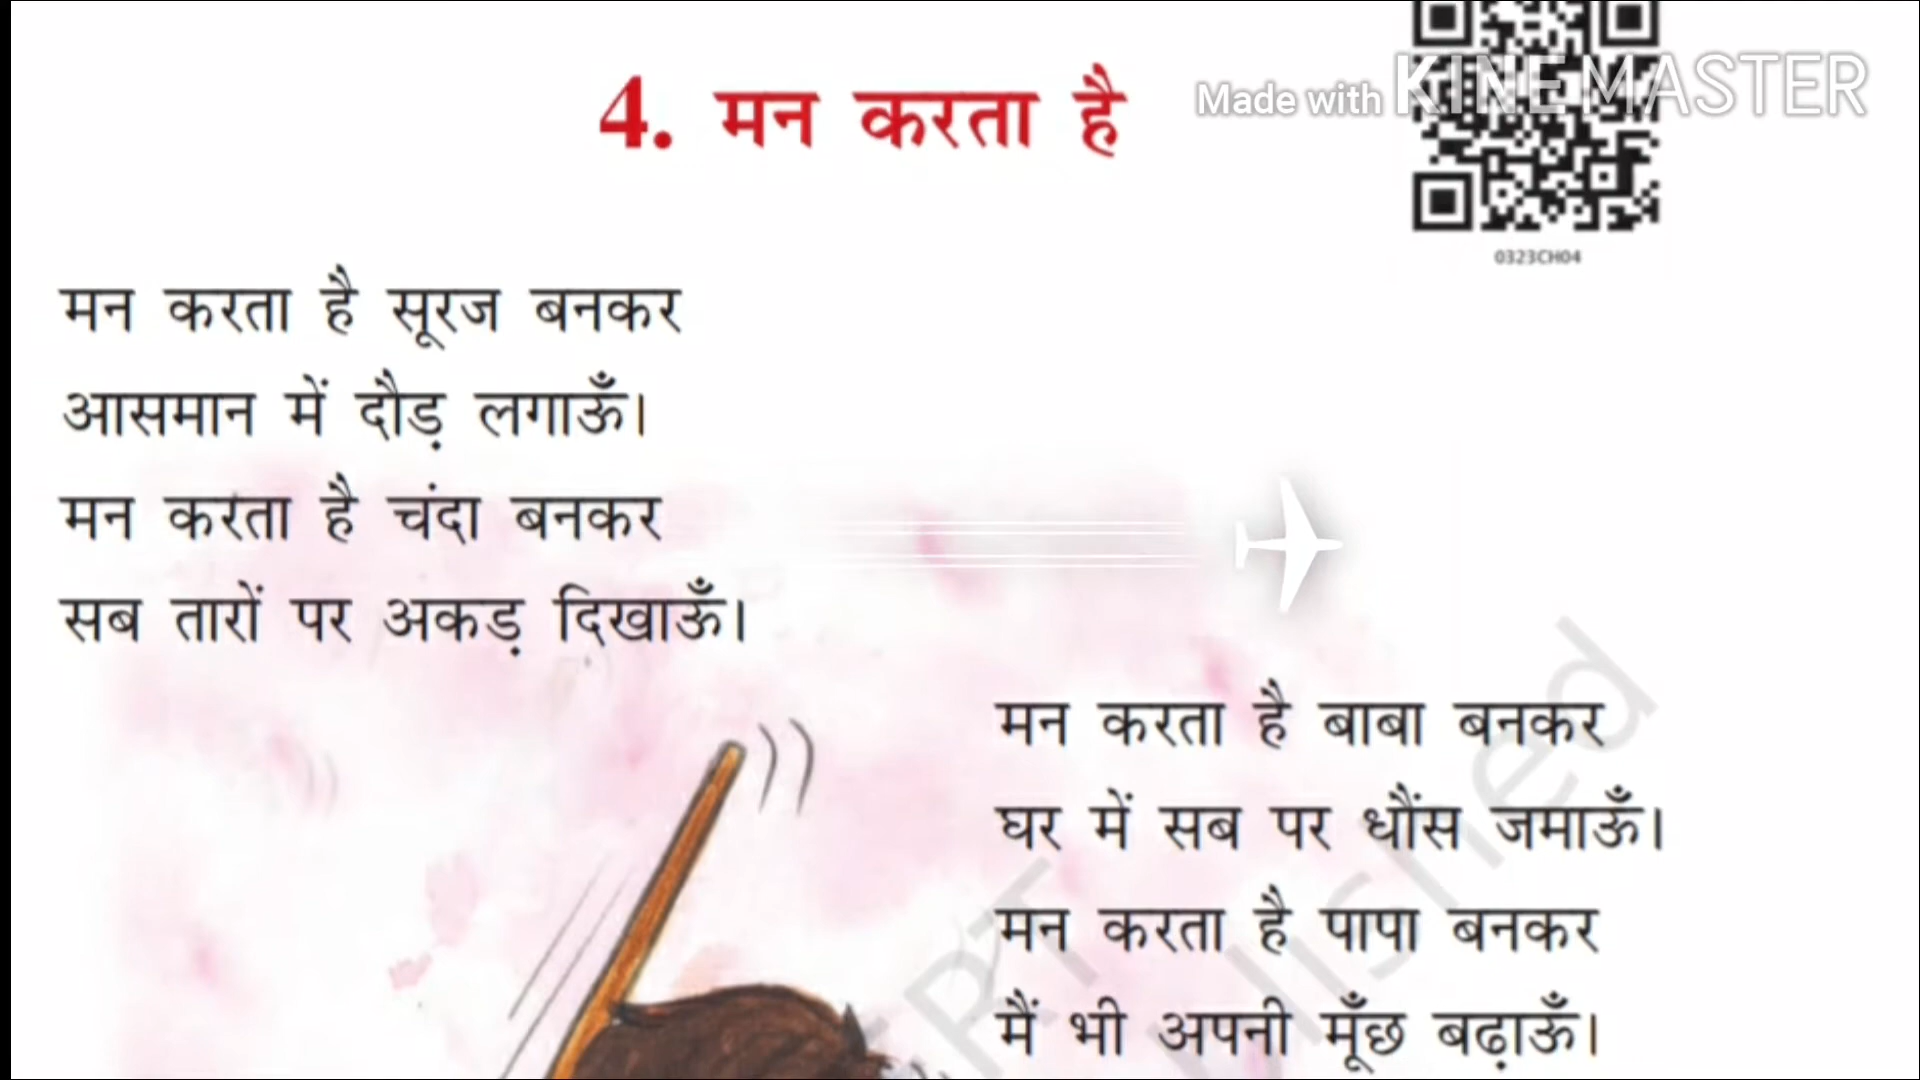 4. मन करता है
Made with KINEMASTER
0323CH04
मन करता है सूरज बनकर
आसमान में दौड़ लगाऊँ।
मन करता है चंदा बनकर
सब तारों पर अकड़ दिखाऊँ।
मन करता है बाबा बनकर
घर में सब पर धौंस जमाऊँ।
मन करता है पापा बनकर
मैं भी अपनी मूँछ बढ़ाऊँ।